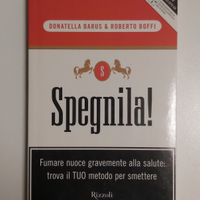 DONATELLA BARUS & ROBERTO BOFFI
S
Spegnila!
Fumare nuoce gravemente alla salute:
trova il TUO metodo per smettere
Rizzoli